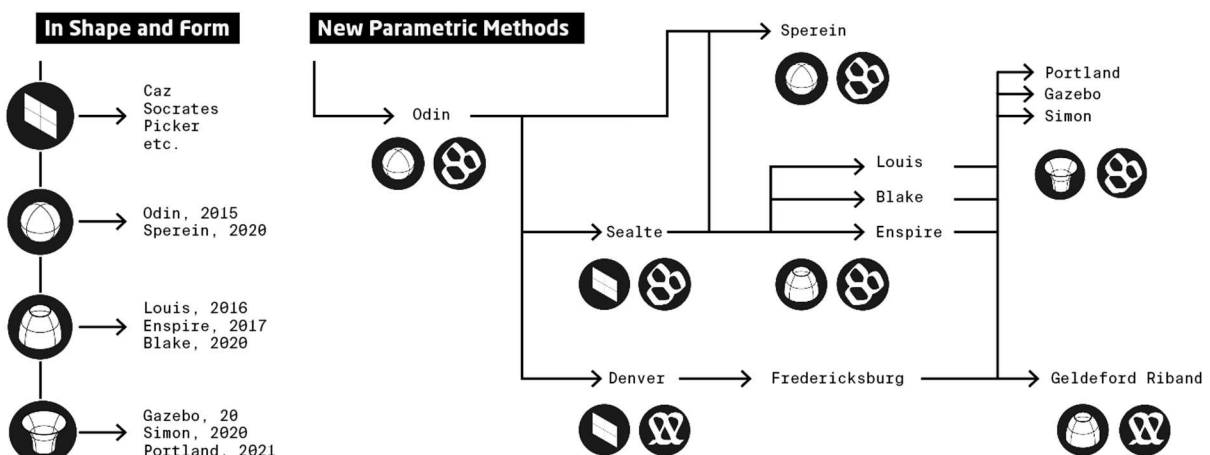 In Shape and Form
Caz
Socrates
Picker
etc.
Odin, 2015
Sperein, 2020
Louis, 2016
Enspire, 2017
Blake, 2020
Gazebo, 20
Simon, 2020
Portland, 2021
New Parametric Methods
Odin
Sperein
Sealte
Denver
Louis
Blake
Enspire
Fredericksburg
Portland
Gazebo
Simon
Geldeford Riband